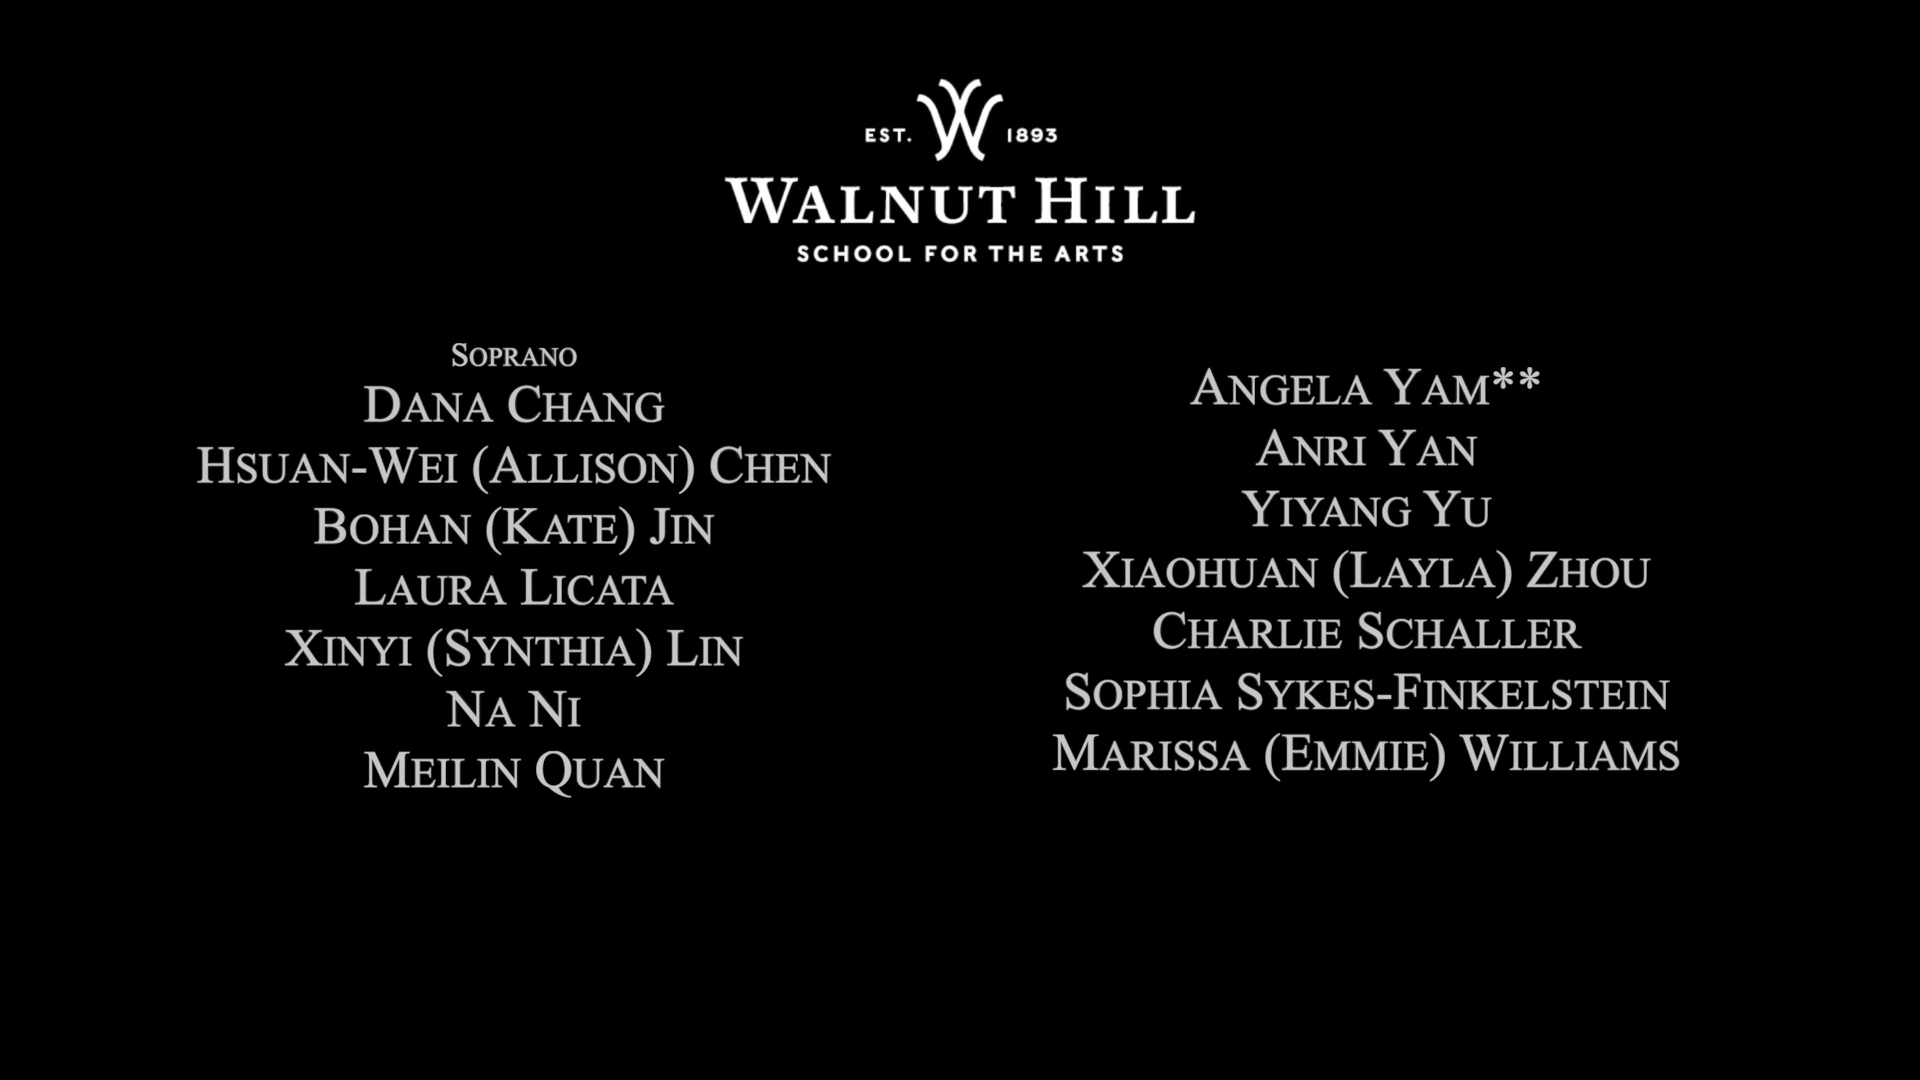 EST. W 1893
WALNUT HILL
SCHOOL FOR THE ARTS
SOPRANO
DANA CHANG
HSUAN-WEI (ALLISON) CHEN
BOHAN (KATE) JIN
LAURA LICATA
XINYI (SYNTHIA) LIN
NA NI
MEILIN QUAN
ANGELA YAM**
ANRI YAN
YIYANG YU
XIAOHUAN (LAYLA) ZHOU
CHARLIE SCHALLER
SOPHIA SYKES-FINKELSTEIN
MARISSA (EMMIE) WILLIAMS